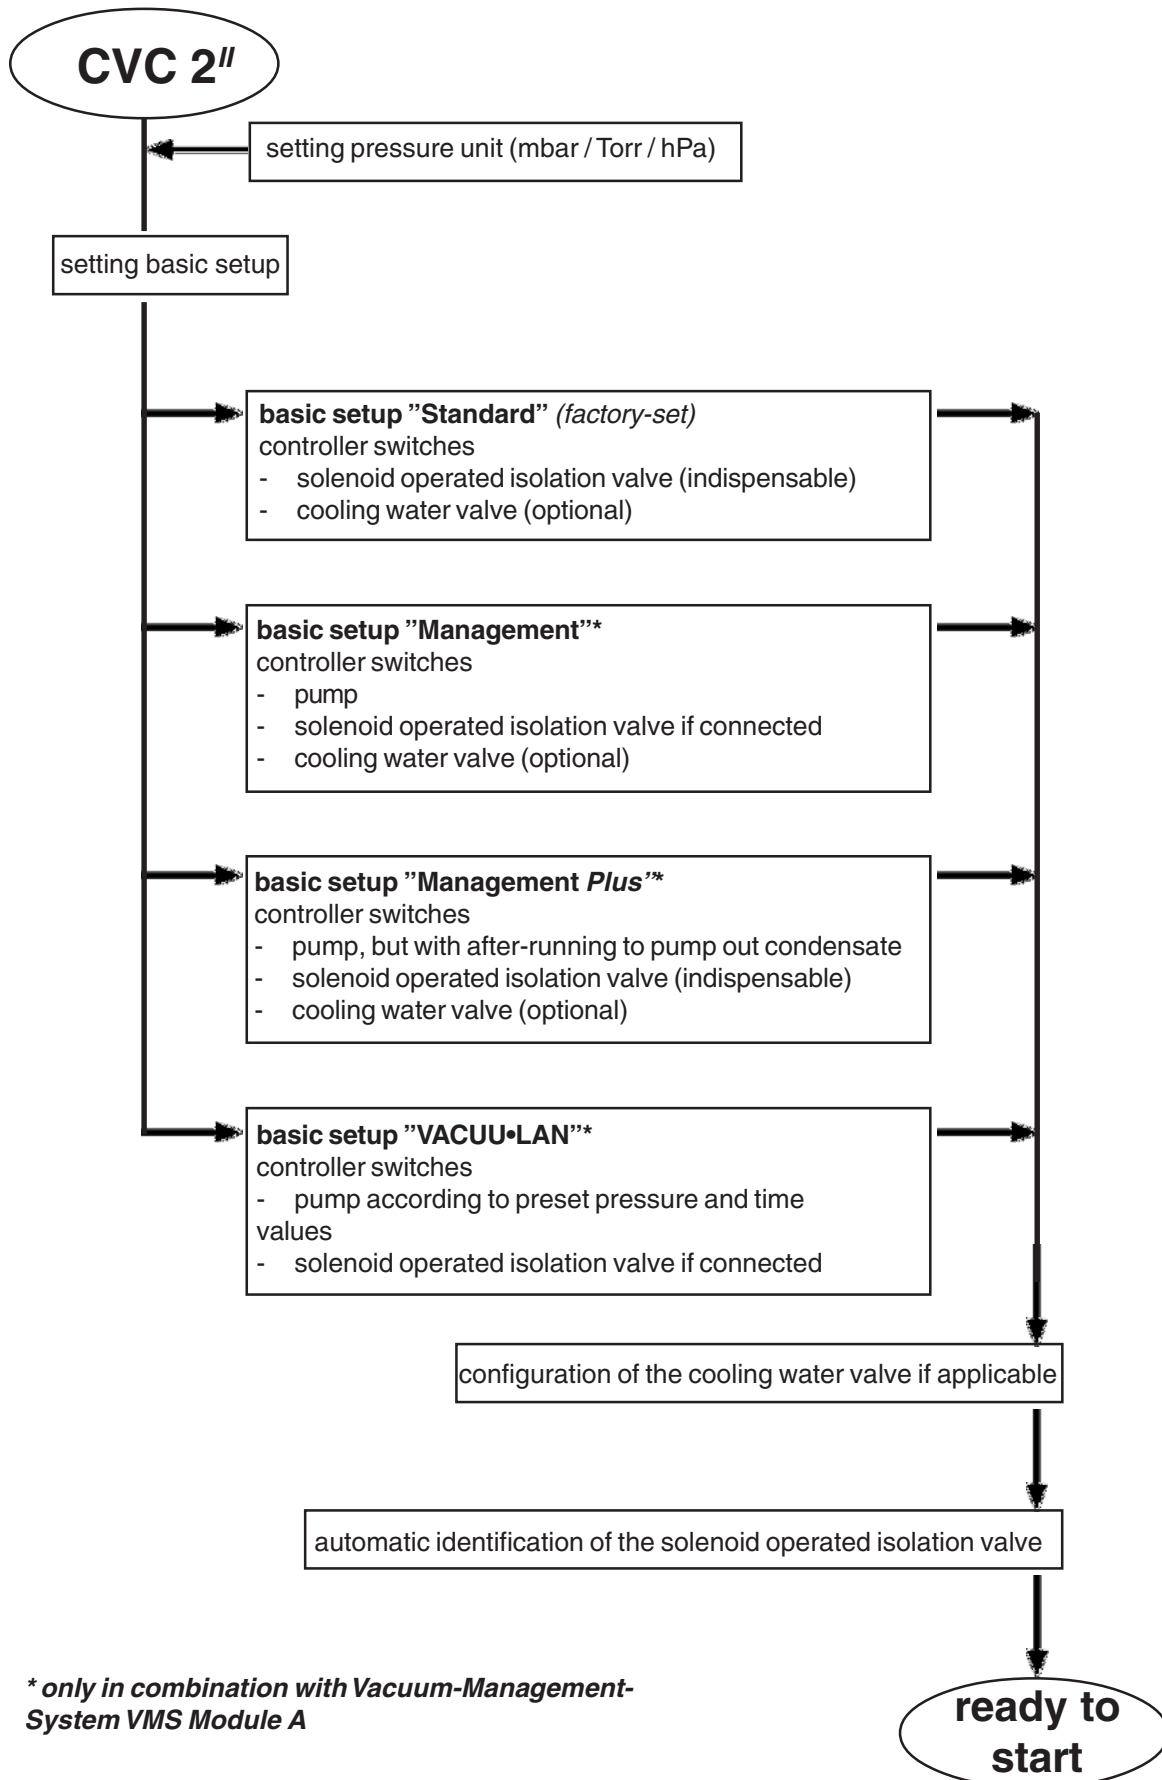 CVC 2II
setting pressure unit (mbar / Torr / hPa)
setting basic setup
basic setup ”Standard” (factory-set)
controller switches
- solenoid operated isolation valve (indispensable)
- cooling water valve (optional)
basic setup ”Management”*
controller switches
- pump
- solenoid operated isolation valve if connected
- cooling water valve (optional)
basic setup ”Management Plus”*
controller switches
- pump, but with after-running to pump out condensate
- solenoid operated isolation valve (indispensable)
- cooling water valve (optional)
basic setup ”VACUU•LAN”*
controller switches
- pump according to preset pressure and time
values
- solenoid operated isolation valve if connected
configuration of the cooling water valve if applicable
automatic identification of the solenoid operated isolation valve
* only in combination with Vacuum-Management-
System VMS Module A
ready to
start